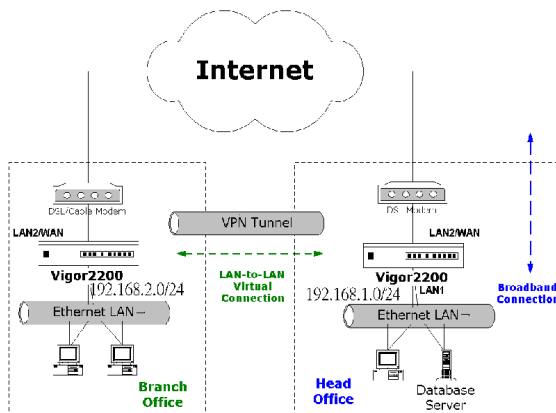 Internet
DSL/Cable Modem
DSL Modem
LAN2/WAN
VPN Tunnel
LAN2/WAN
Vigor2200
LAN-to-LAN
Virtual
Connection
Vigor2200
192.168.2.0/24
192.168.1.0/24
LAN1
Broadband
Connection
Ethernet LAN
Ethernet LAN
Branch
Office
Head
Office
Database
Server